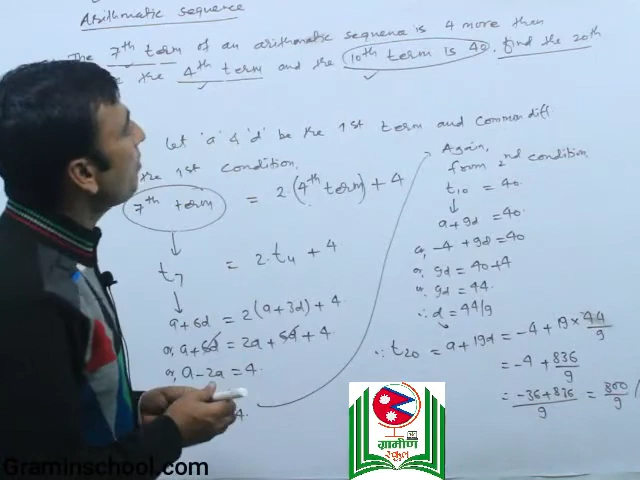 Arithmatic sequence
The 7th term of an arithmatic sequence is 4 more than
the 4th term and the 10th term is 40. find the 20th
Let 'a' & 'd' be the 1st term and common diff
the 1st condition,
7th term = 2(4th term) + 4
t7 = 2.t4 + 4
a+6d = 2(a+3d) + 4
or, a+6d = 2a+6d+4
or, a-2a = 4
4.
Again,
from 2nd condition
t10 = 40
a+9d = 40
or, -4 + 9d = 40
or, 9d = 40+4
or, 9d = 44
∴ d = 44/9
∴ t20 = a+19d = -4 + 19 × 44/9
= -4 + 836/9
= -36+836/9 = 800/9
ग्रामीण
स्कुल
Graminschool.com